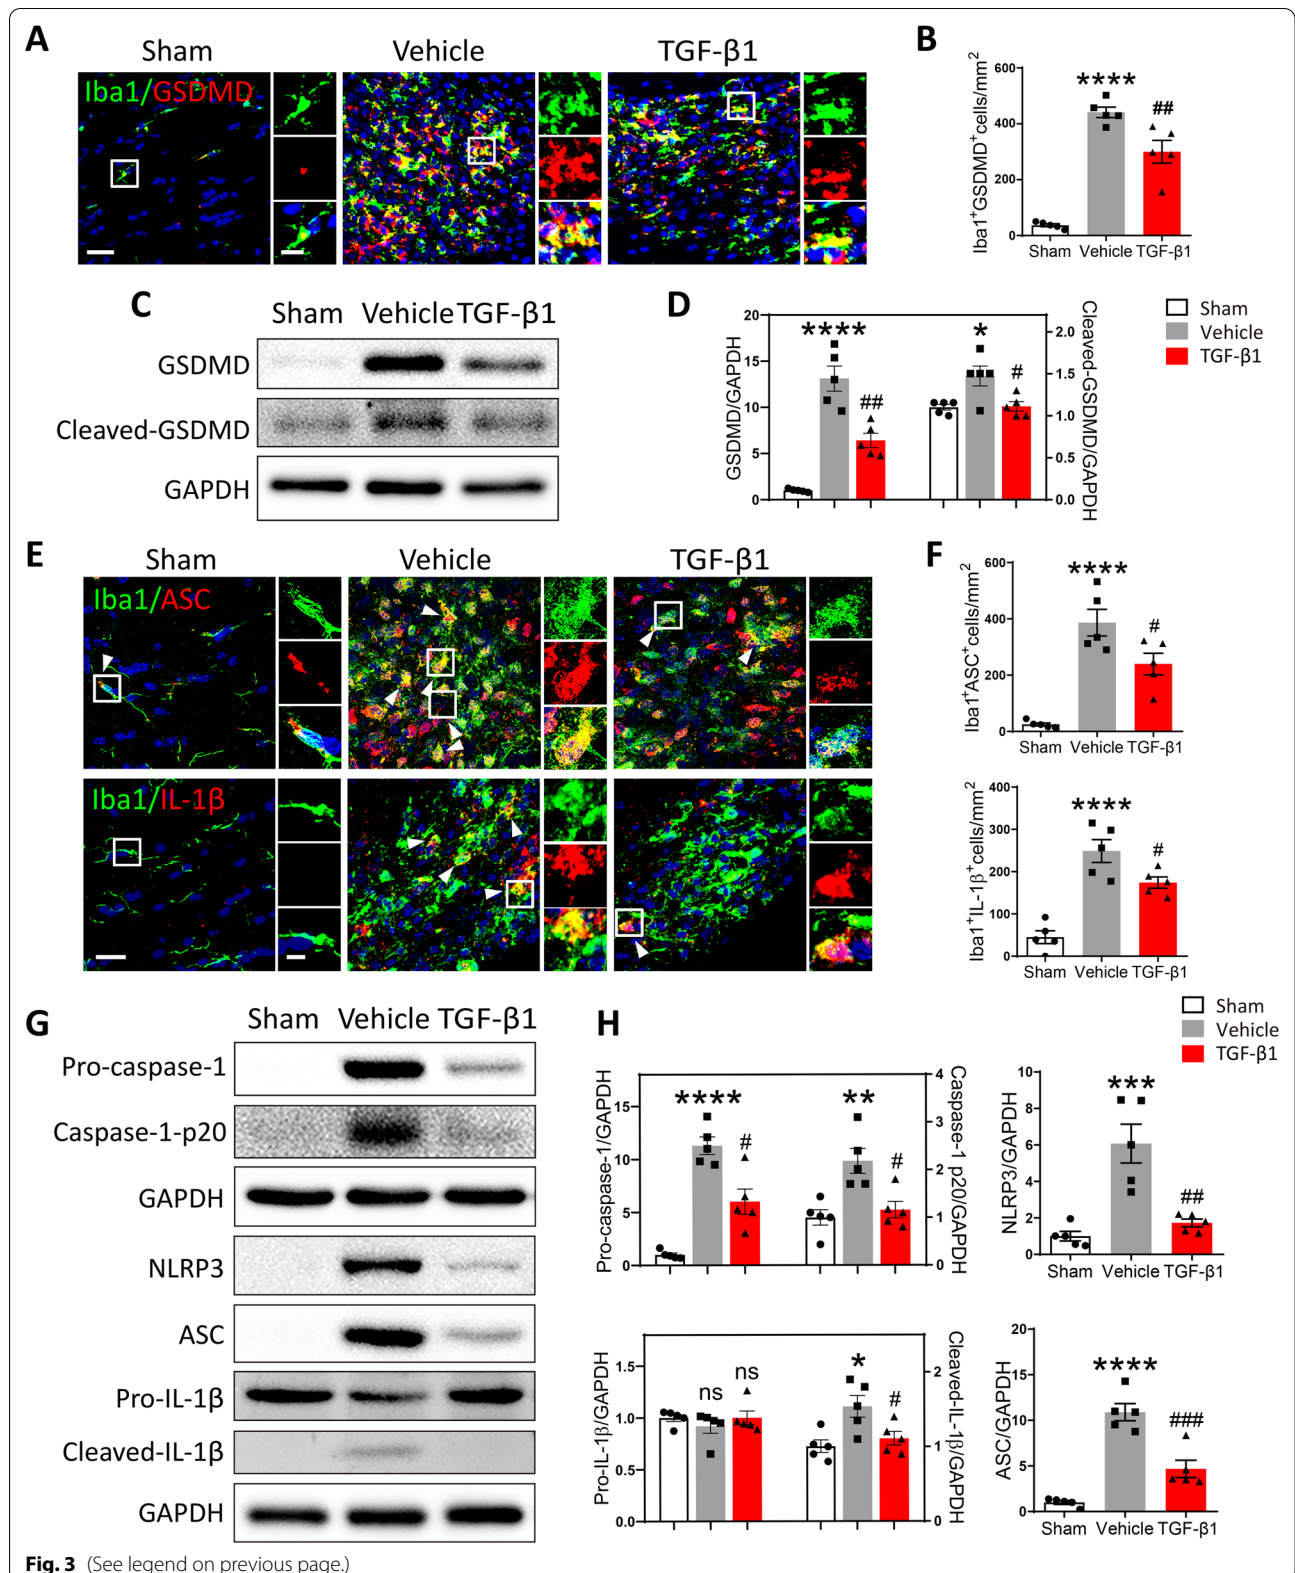 A
Sham
Vehicle
TGF-β1
Iba1/GSDMD
B
Iba1+GSDMD+cells/mm2
600
400
200
0
****
##
Sham Vehicle TGF-β1
C
Sham Vehicle TGF-β1
GSDMD
Cleaved-GSDMD
GAPDH
D
GSDMD/GAPDH
20
15
10
5
0
****
##
*
#
2.0
1.5
1.0
0.5
0.0
Cleaved-GSDMD/GAPDH
Sham
Vehicle
TGF-β1
E
Sham
Vehicle
TGF-β1
Iba1/ASC
Iba1/IL-1β
F
Iba1+ASC+cells/mm2
600
400
200
0
****
#
Sham Vehicle TGF-β1
Iba1+IL-1β+cells/mm2
400
300
200
100
0
****
#
Sham Vehicle TGF-β1
G
Sham Vehicle TGF-β1
Pro-caspase-1
Caspase-1-p20
GAPDH
NLRP3
ASC
Pro-IL-1β
Cleaved-IL-1β
GAPDH
H
Sham
Vehicle
TGF-β1
Pro-caspase-1/GAPDH
15
10
5
0
****
#
**
#
4
3
2
1
0
Caspase-1 p20/GAPDH
NLRP3/GAPDH
10
8
6
4
2
0
***
##
Sham Vehicle TGF-β1
Pro-IL-1β/GAPDH
1.5
1.0
0.5
0.0
ns
ns
*
#
2
1
0
Cleaved-IL-1β/GAPDH
ASC/GAPDH
20
15
10
5
0
****
###
Sham Vehicle TGF-β1
Fig. 3 (See legend on previous page.)